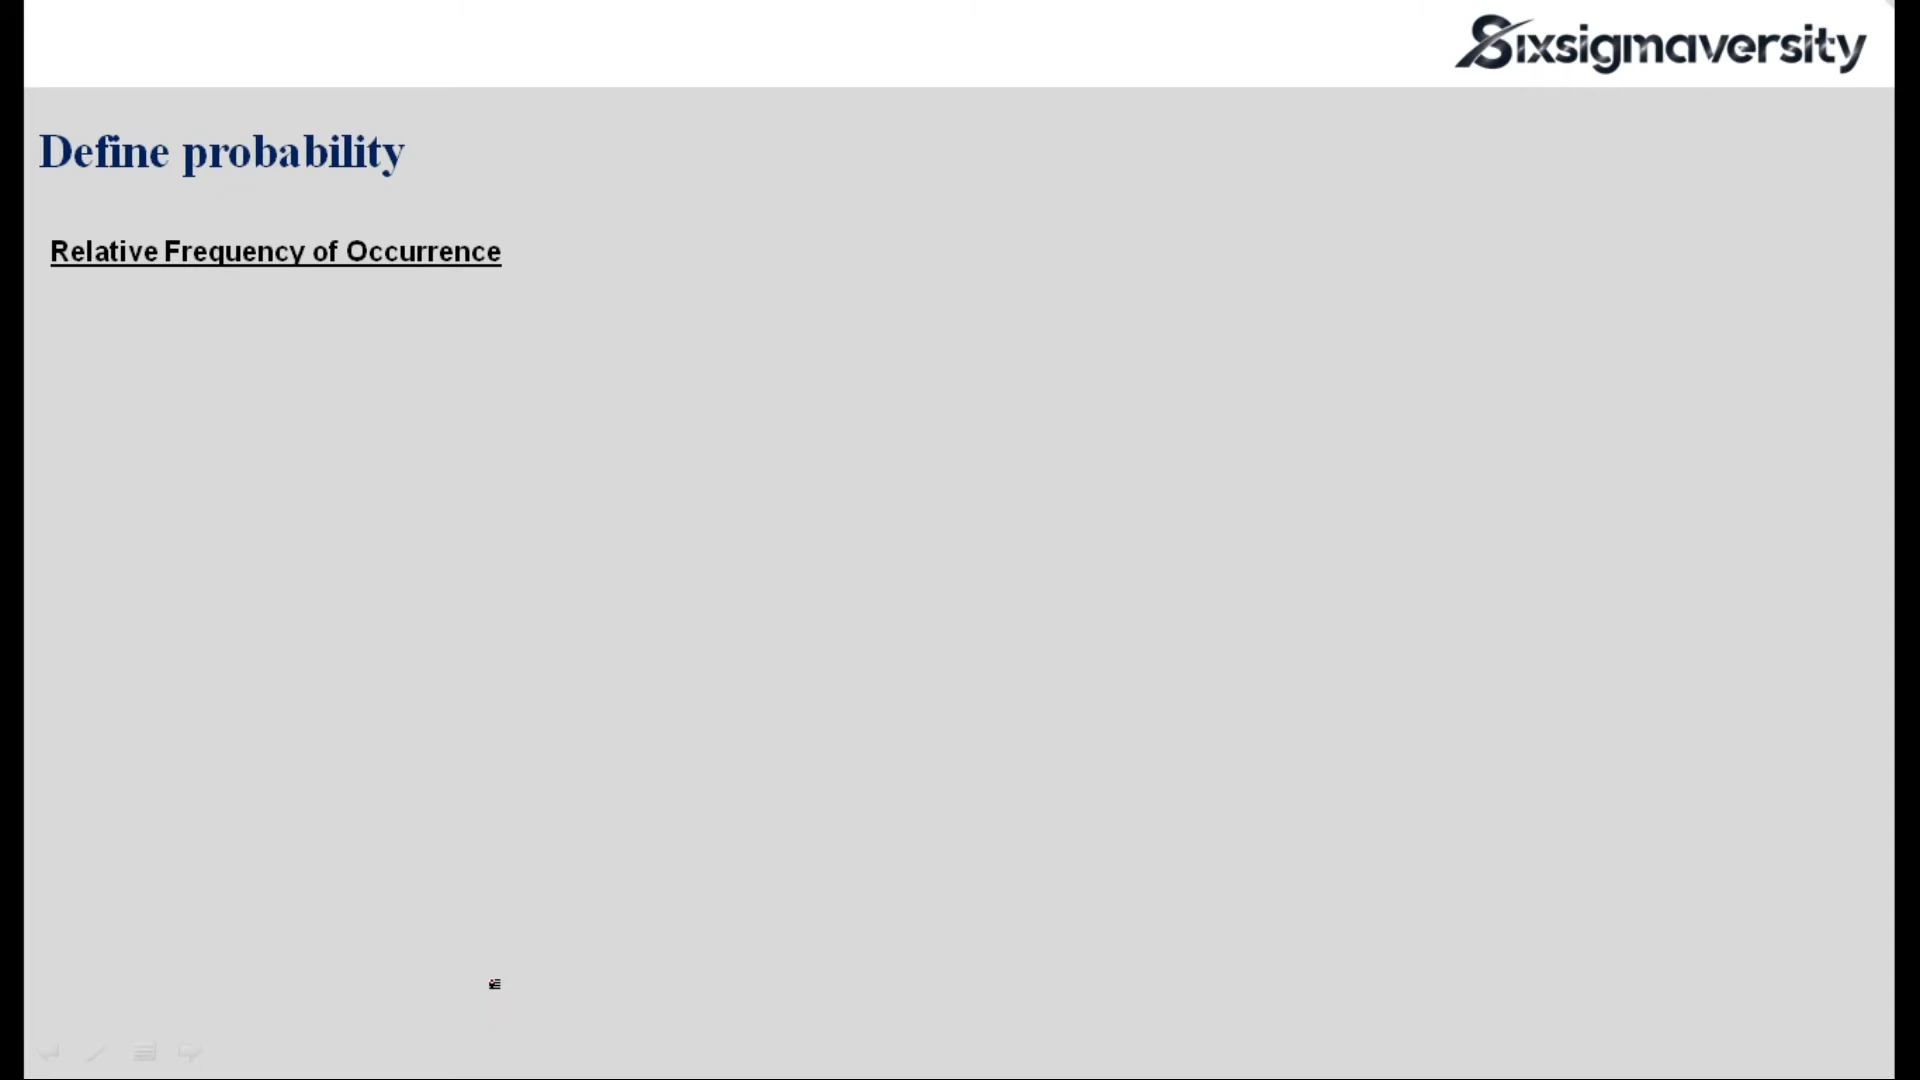 Sixsigmaversity
Define probability
Relative Frequency of Occurrence